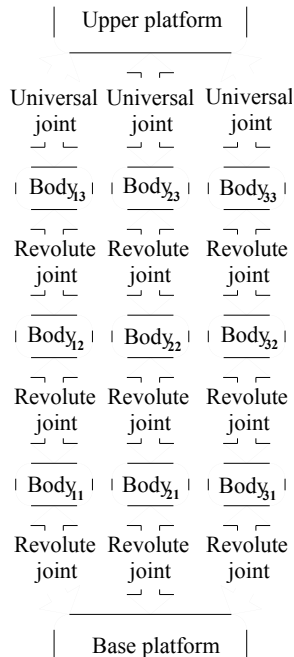 Upper platform
Universal Universal Universal
joint joint joint
Body13 Body23 Body33
Revolute Revolute Revolute
joint joint joint
Body12 Body22 Body32
Revolute Revolute Revolute
joint joint joint
Body11 Body21 Body31
Revolute Revolute Revolute
joint joint joint
Base platform